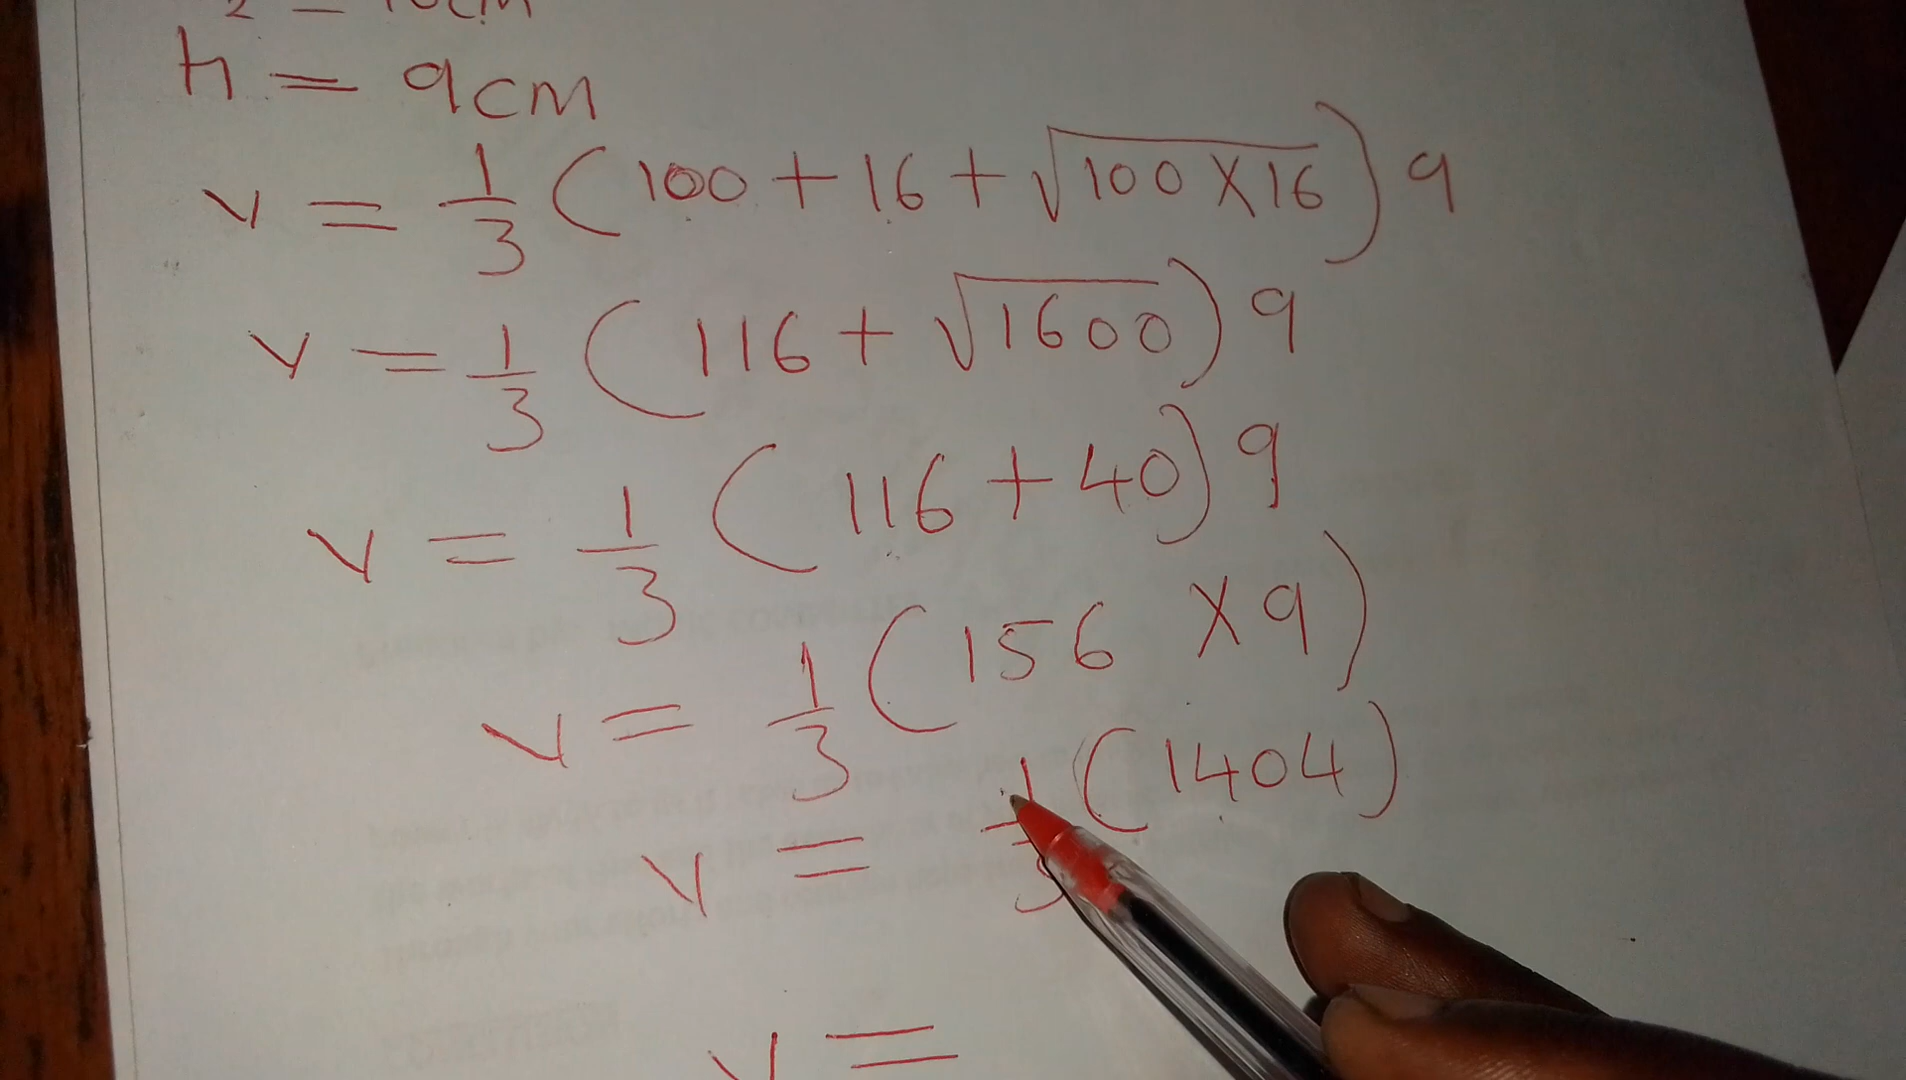 h = 9cm
v = 1/3 (100 + 16 + √100 X 16) 9
v = 1/3 (116 + √1600) 9
v = 1/3 (116 + 40) 9
v = 1/3 (156 X 9)
v = 1/3 (1404)
v =